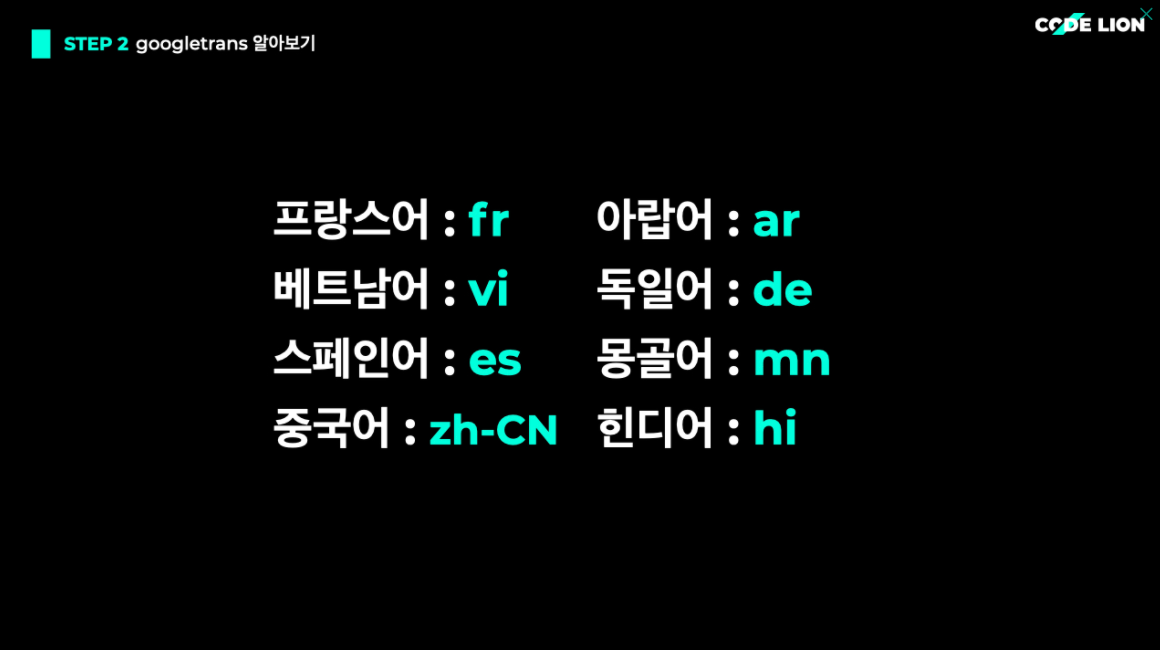 STEP 2 googletrans 알아보기
CODE LION
프랑스어 : fr
베트남어 : vi
스페인어 : es
중국어 : zh-CN
아랍어 : ar
독일어 : de
몽골어 : mn
힌디어 : hi